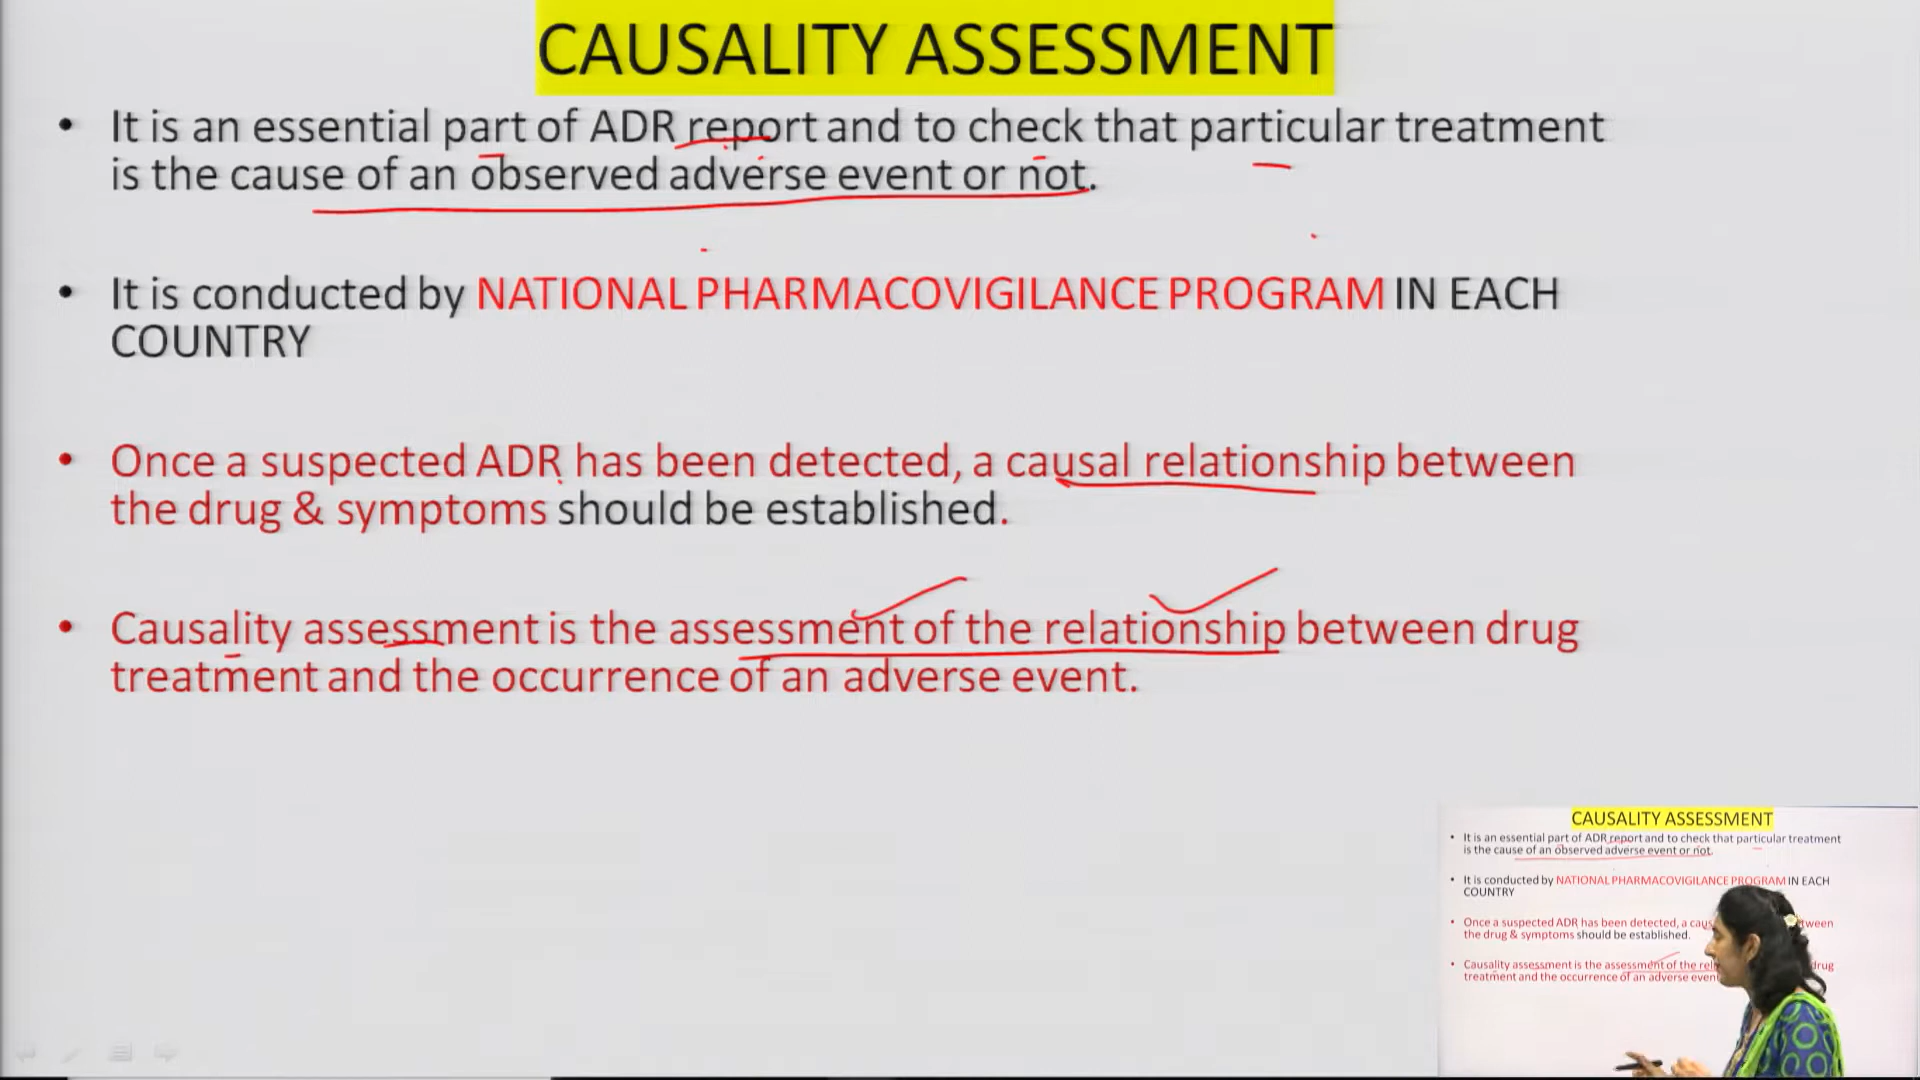 CAUSALITY ASSESSMENT
• It is an essential part of ADR report and to check that particular treatment
is the cause of an observed adverse event or not.
• It is conducted by NATIONAL PHARMACOVIGILANCE PROGRAM IN EACH
COUNTRY
• Once a suspected ADR has been detected, a causal relationship between
the drug & symptoms should be established.
• Causality assessment is the assessment of the relationship between drug
treatment and the occurrence of an adverse event.
CAUSALITY ASSESSMENT
• It is an essential part of ADR report and to check that particular treatment
is the cause of an observed adverse event or not.
• It is conducted by NATIONAL PHARMACOVIGILANCE PROGRAM IN EACH
COUNTRY
• Once a suspected ADR has been detected, a
the drug & symptoms should be established.
• Causality assessment is the assessment of the drug
treatment and the occurrence of an adverse